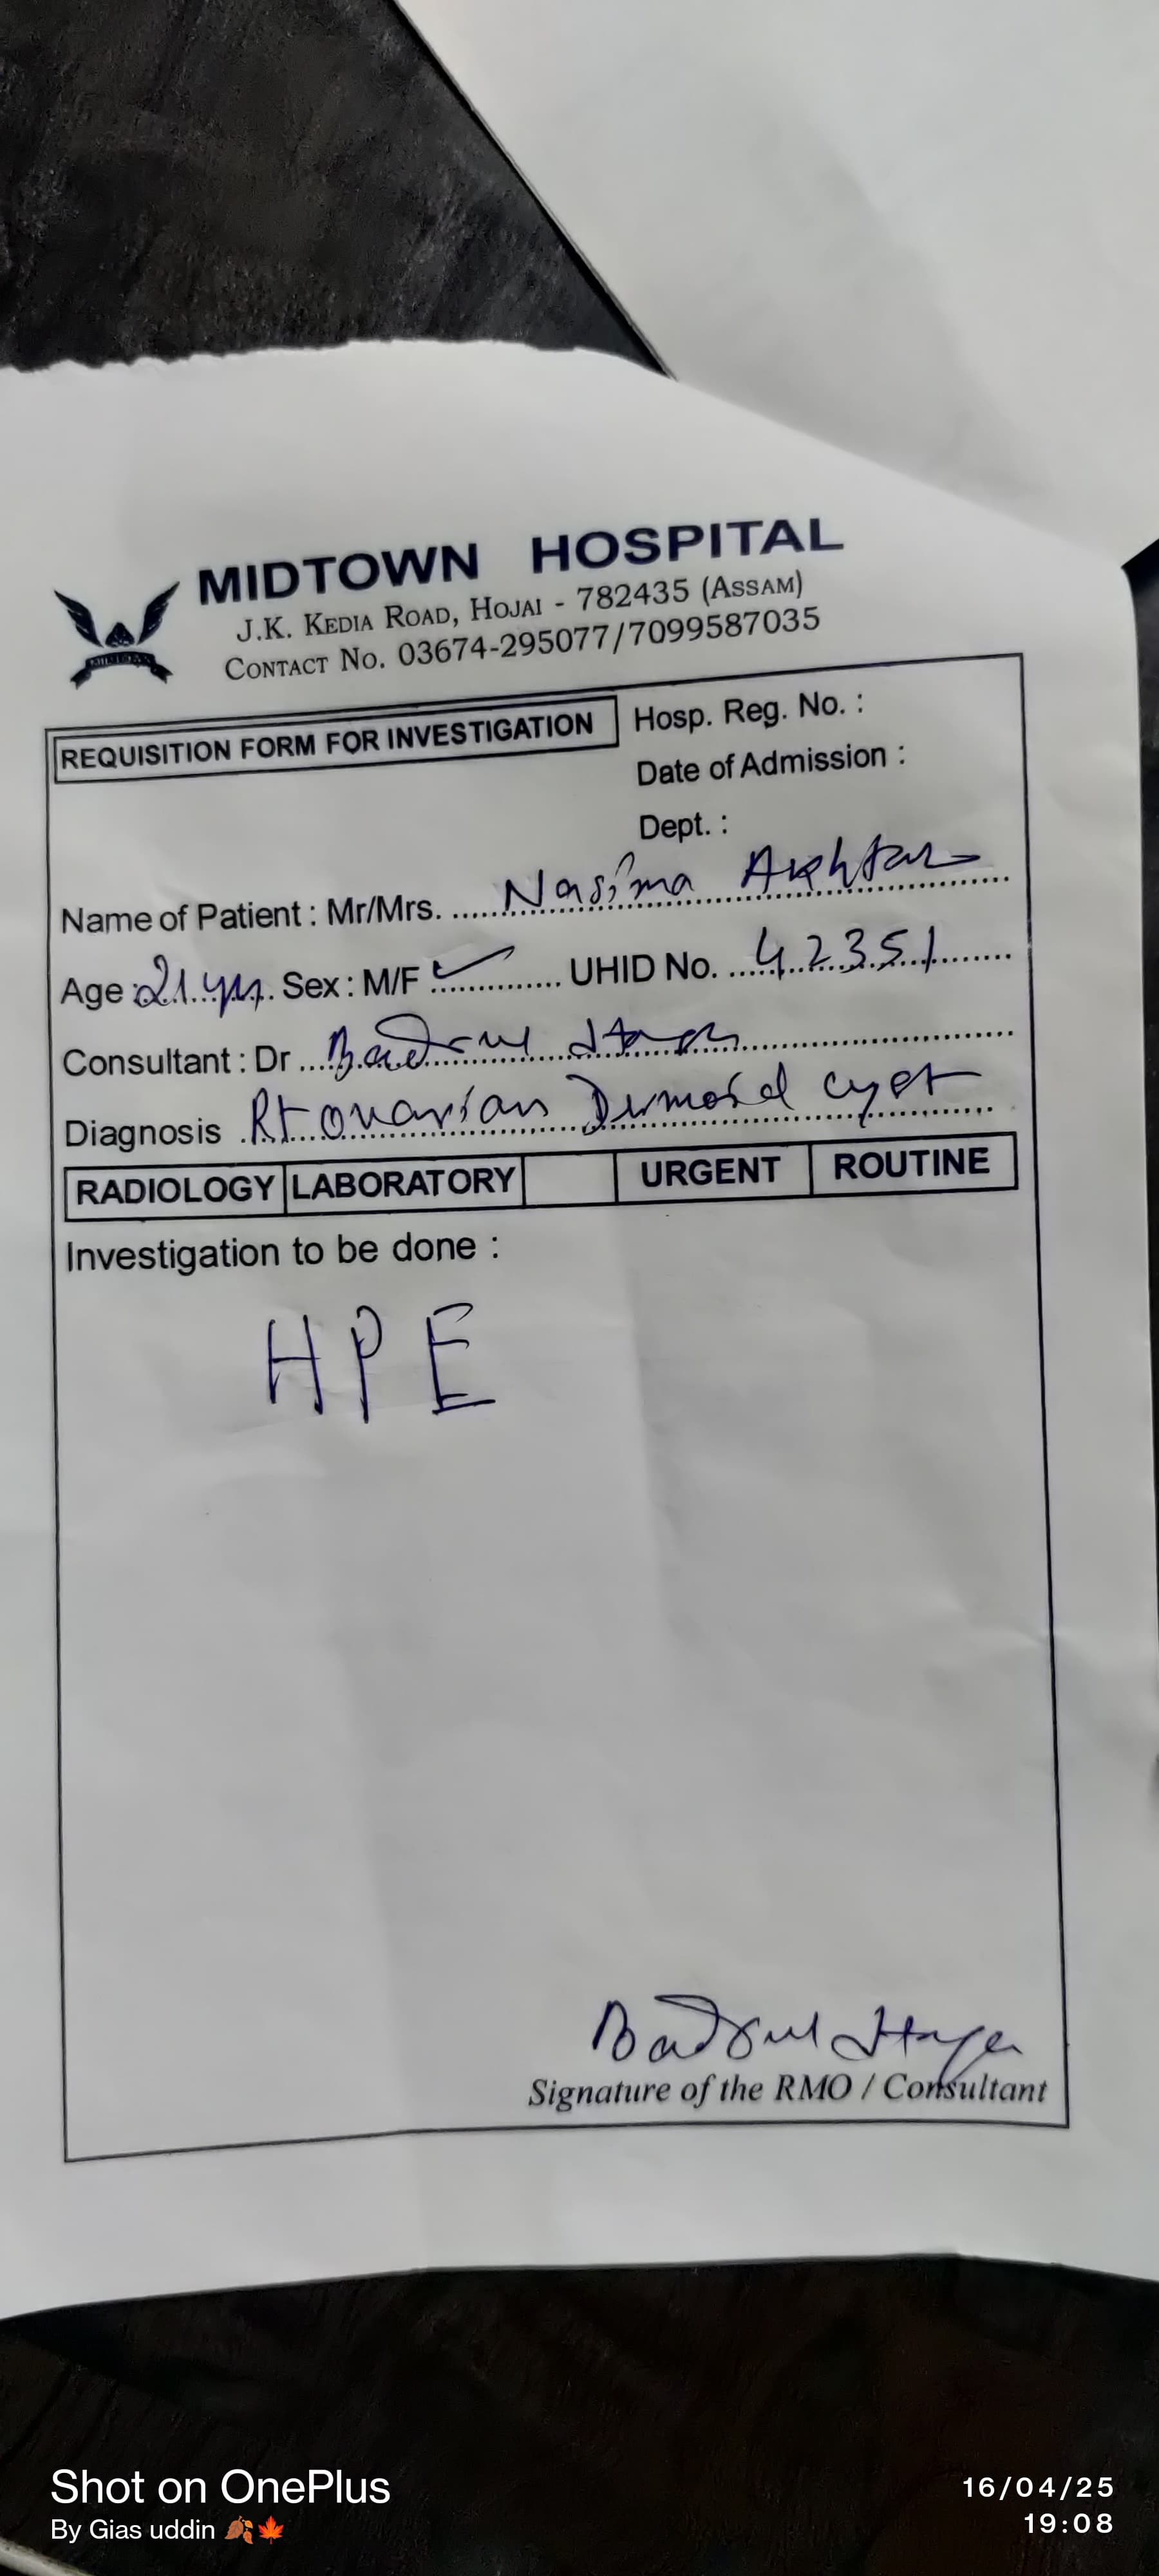 MIDTOWN HOSPITAL
J.K. KEDIA ROAD, HOJAI - 782435 (ASSAM)
CONTACT NO. 03674-295077/7099587035
REQUISITION FORM FOR INVESTIGATION
Hosp. Reg. No. :
Date of Admission :
Dept. :
Name of Patient : Mr/Mrs. Nasima Akhtar
Age : 21 yrs. Sex : M/F ✓ UHID No. 42351
Consultant : Dr Badrul
Diagnosis Rt ovarian Dermoid cyst
RADIOLOGY LABORATORY URGENT ROUTINE
Investigation to be done :
HPE
Badrul
Signature of the RMO / Consultant
Shot on OnePlus
By Gias uddin 🍂🍁
16/04/25
19:08